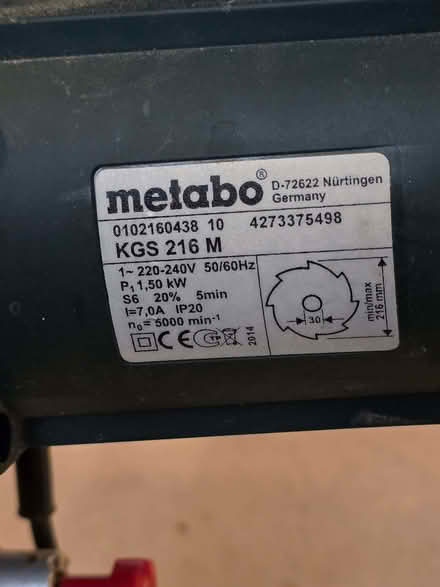 metabo® D-72622 Nürtingen
Germany
0102160438 10 4273375498
KGS 216 M
1~ 220-240V 50/60Hz
P₁ 1,50 kW
S6 20% 5min
I=7,0A IP20
n₀= 5000 min⁻¹
CE
2014
30
min/max
216 mm